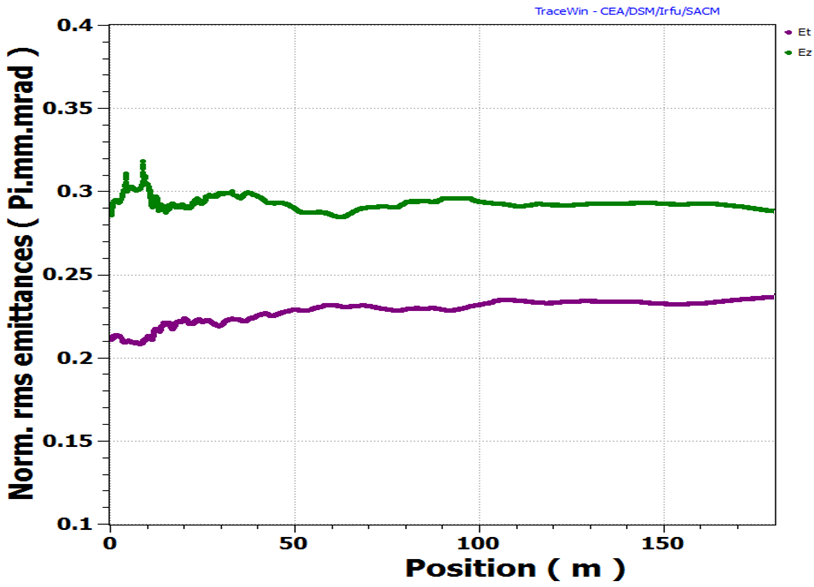 TraceWin - CEA/DSM/Irfu/SACM
Et
Ez
Norm. rms emittances ( Pi.mm.mrad )
0.4
0.35
0.3
0.25
0.2
0.15
0.1
0
50
100
150
Position ( m )